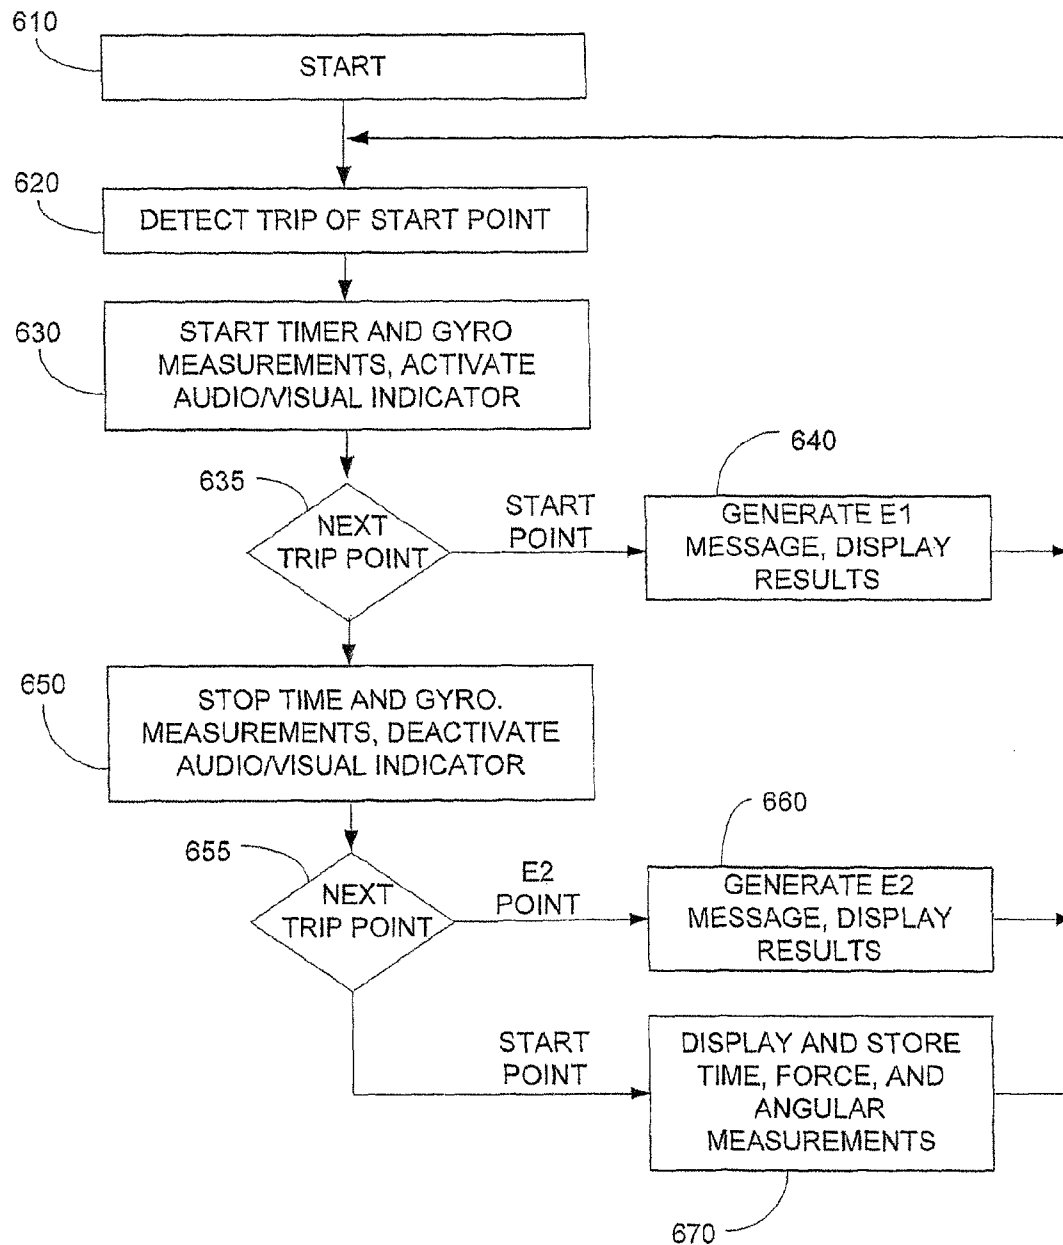 610
START
620
DETECT TRIP OF START POINT
630
START TIMER AND GYRO
MEASUREMENTS, ACTIVATE
AUDIO/VISUAL INDICATOR
635
NEXT
TRIP POINT
START
POINT
640
GENERATE E1
MESSAGE, DISPLAY
RESULTS
650
STOP TIME AND GYRO.
MEASUREMENTS, DEACTIVATE
AUDIO/VISUAL INDICATOR
655
NEXT
TRIP POINT
E2
POINT
660
GENERATE E2
MESSAGE, DISPLAY
RESULTS
START
POINT
DISPLAY AND STORE
TIME, FORCE, AND
ANGULAR
MEASUREMENTS
670